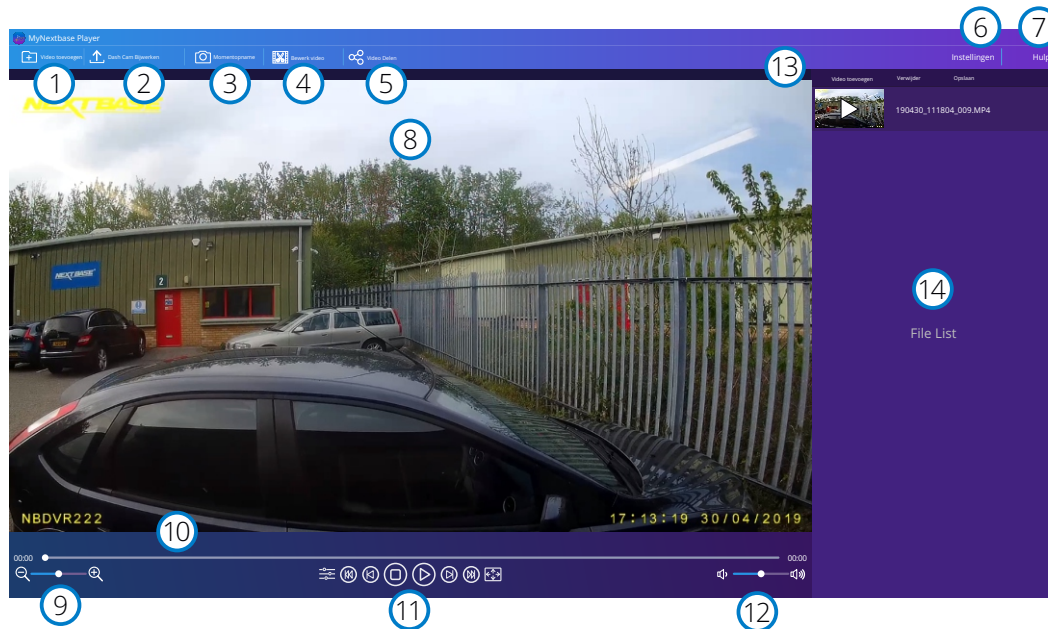 MyNextbase Player
6 7
Video toevoegen Dash Cam Bijwerken Momentopname Bewerk video Video Delen Instellingen Hulp
1 2 3 4 5 13
Video toevoegen Verwijder Opslaan
NEXTBASE
190430_111804_009.MP4
8
NEXTBASE
2
14
File List
NBDVR222 17:13:19 30/04/2019
10
00:00 00:00
9 11 12